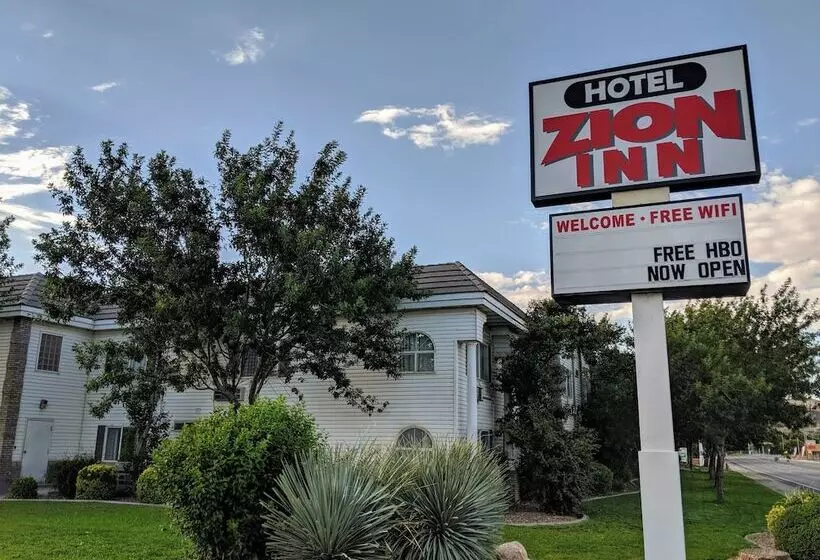 HOTEL
ZION
INN
WELCOME • FREE WIFI
FREE HBO
NOW OPEN